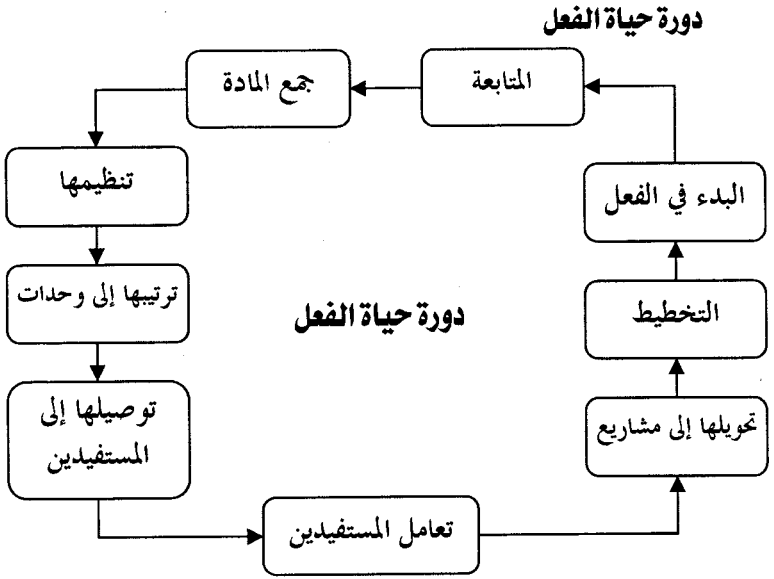 دورة حياة الفعل
المتابعة
جمع المادة
تنظيمها
ترتيبها إلى وحدات
توصيلها إلى
المستفيدين
تعامل المستفيدين
تحويلها إلى مشاريع
التخطيط
البدء في الفعل
دورة حياة الفعل